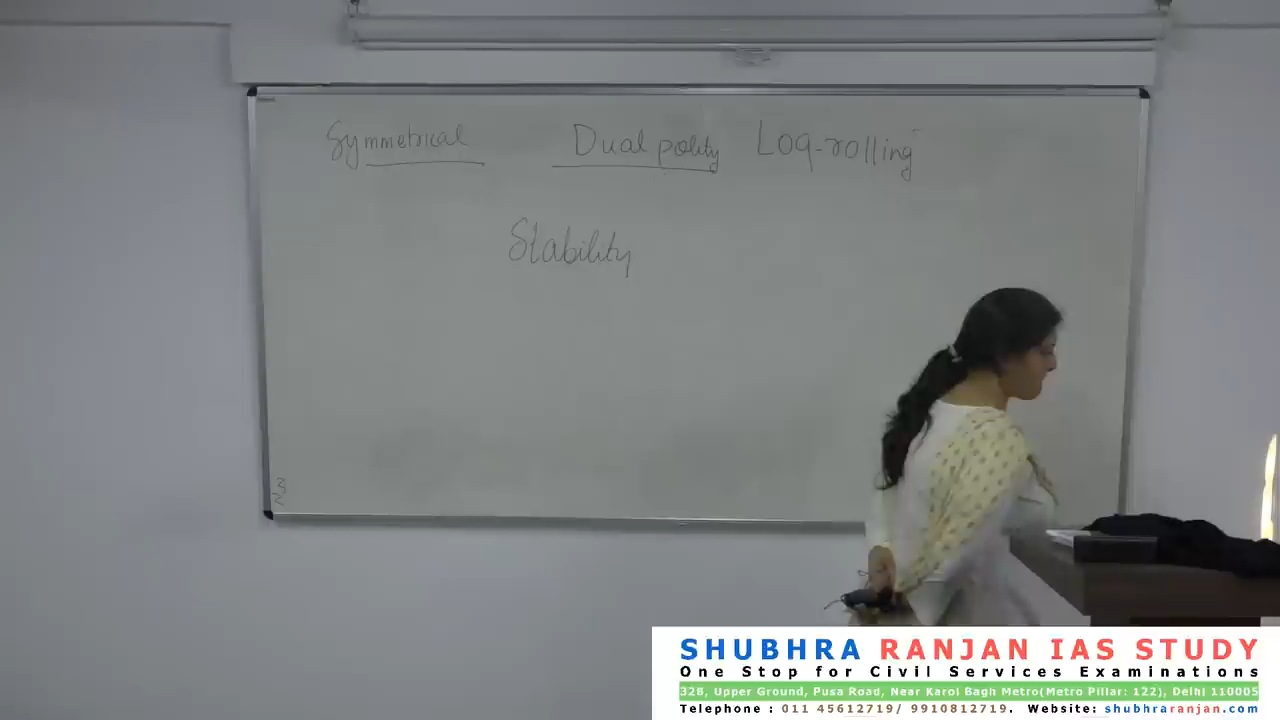 Symmetrical Dual polity Log-rolling
Stability
SHUBHRA RANJAN IAS STUDY
One Stop for Civil Services Examinations
32B, Upper Ground, Pusa Road, Near Karol Bagh Metro(Metro Pillar: 122), Delhi 110005
Telephone : 011 45612719/ 9910812719. Website: shubhraranjan.com